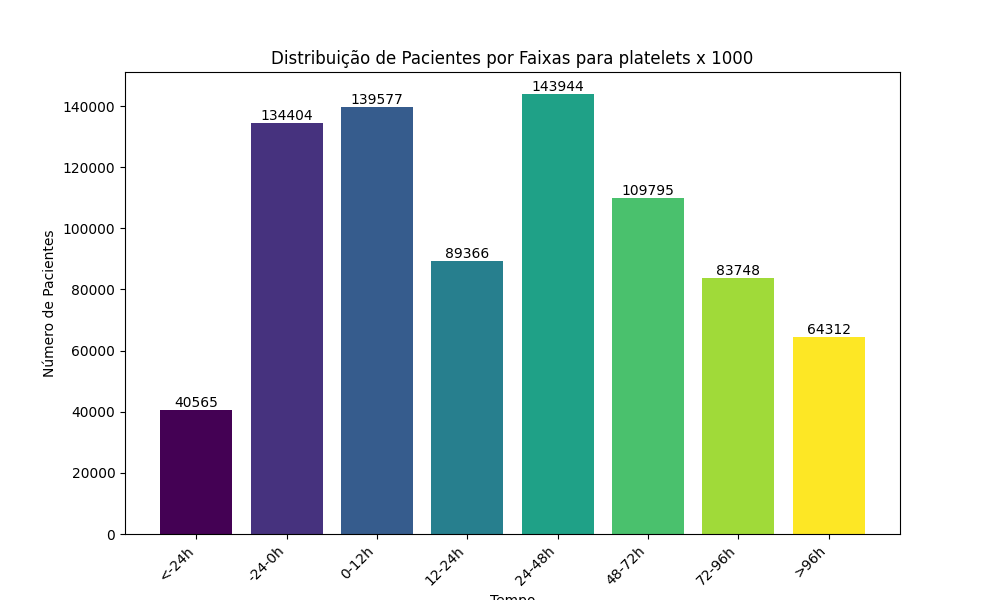 Distribuição de Pacientes por Faixas para platelets x 1000
Número de Pacientes
140000
120000
100000
80000
60000
40000
20000
0
40565
134404
139577
89366
143944
109795
83748
64312
<-24h
-24-0h
0-12h
12-24h
24-48h
48-72h
72-96h
>96h
Tempo